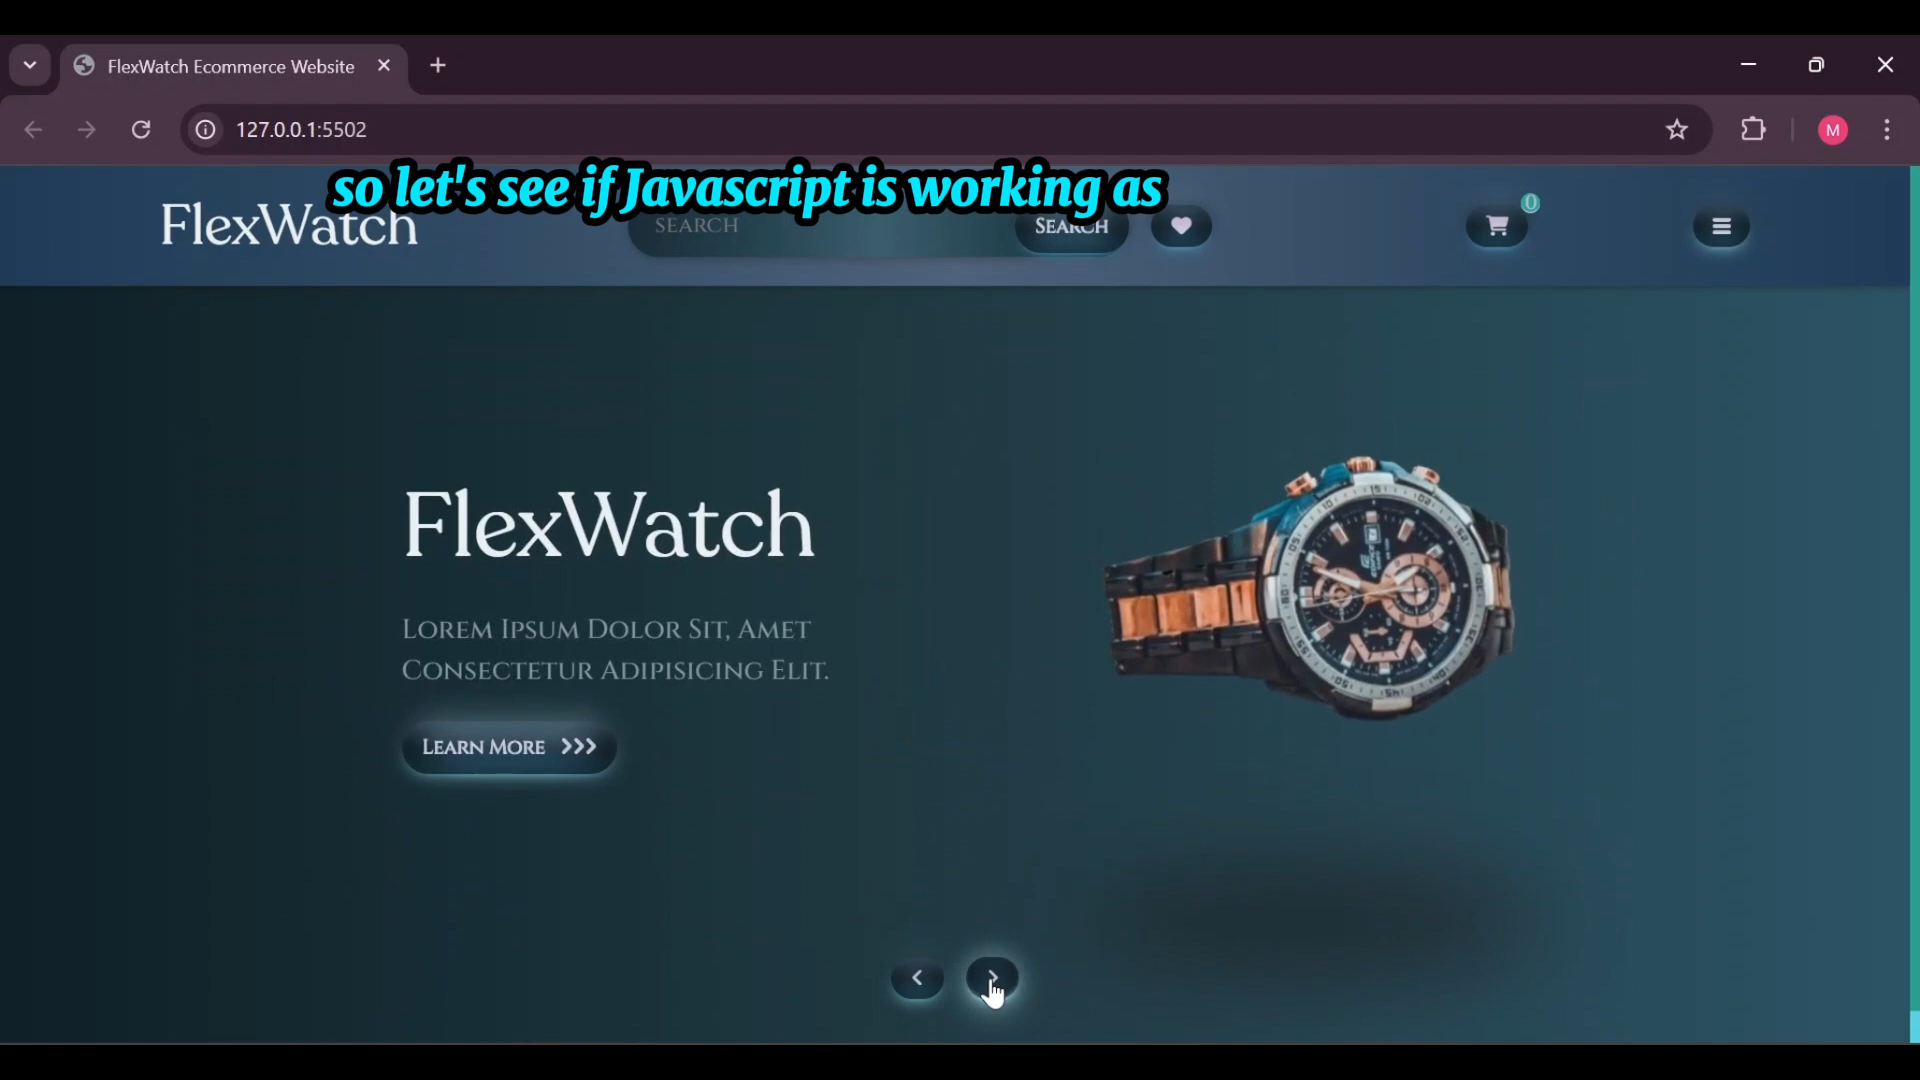 FlexWatch Ecommerce Website
127.0.0.1:5502
M
so let's see if Javascript is working as
FlexWatch
SEARCH
SEARCH
0
FlexWatch
LOREM IPSUM DOLOR SIT, AMET
CONSECTETUR ADIPISICING ELIT.
LEARN MORE >>>